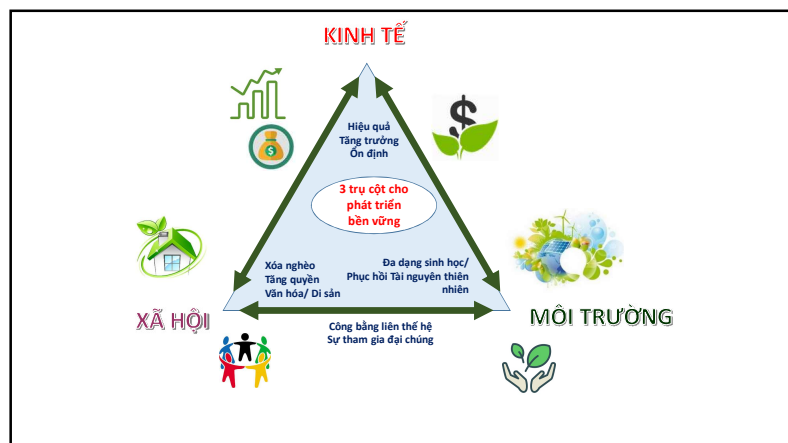 KINH TẾ
Hiệu quả
Tăng trưởng
Ổn định
3 trụ cột cho
phát triển
bền vững
Xóa nghèo
Tăng quyền
Văn hóa/ Di sản
Đa dạng sinh học/
Phục hồi Tài nguyên thiên
nhiên
XÃ HỘI
MÔI TRƯỜNG
Công bằng liên thế hệ
Sự tham gia đại chúng